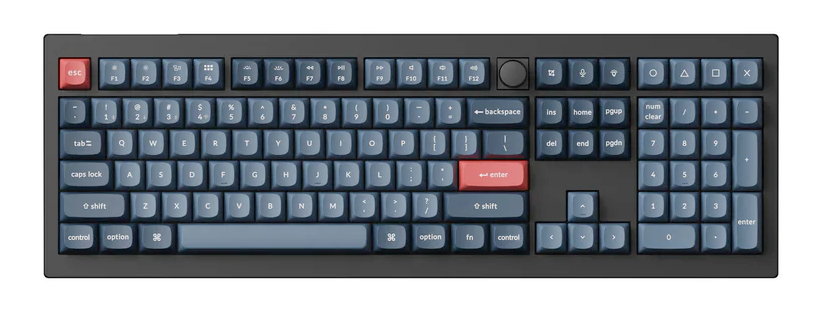 esc F1 F2 F3 F4 F5 F6 F7 F8 F9 F10 F11 F12
~ ! @ # $ % ^ & * ( ) — + backspace ins home pgup num / * -
` 1 2 3 4 5 6 7 8 9 0 - = clear
tab Q W E R T Y U I O P { } | del end pgdn 7 8 9 +
[ ] \
caps lock A S D F G H J K L : " enter 4 5 6
; '
shift Z X C V B N M < > ? shift 1 2 3 enter
, . /
control option ⌘ ⌘ option fn control 0 .